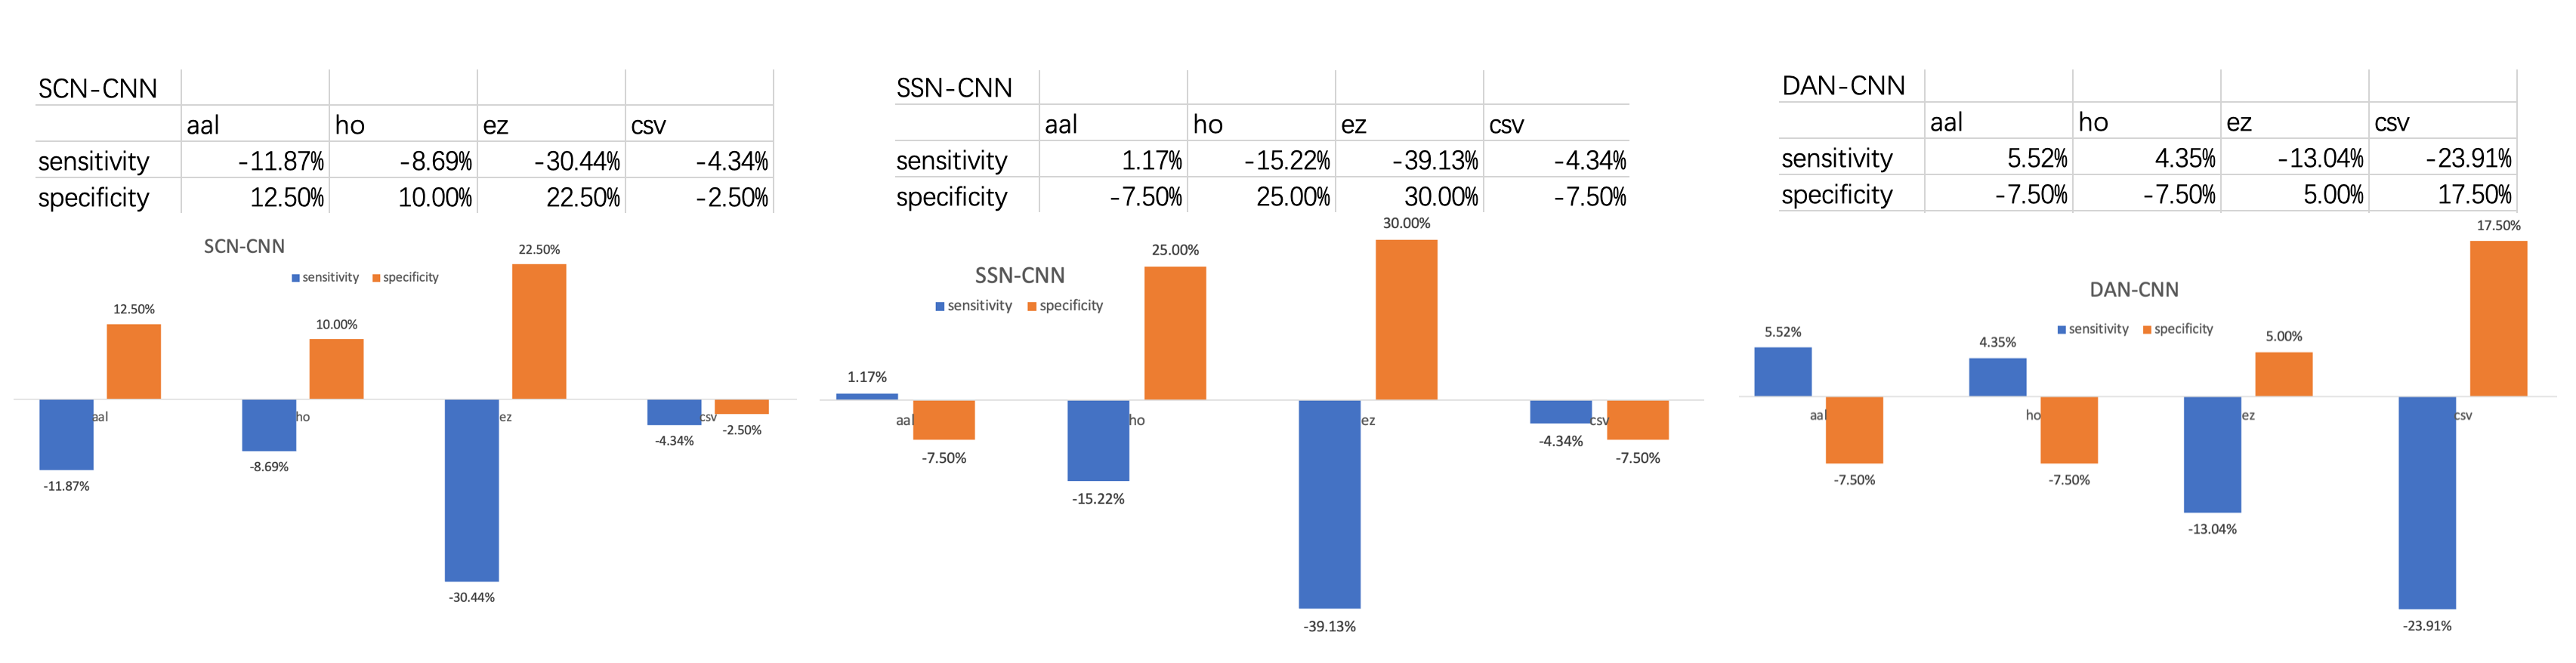 SCN-CNN
aal ho ez csv
sensitivity -11.87% -8.69% -30.44% -4.34%
specificity 12.50% 10.00% 22.50% -2.50%
SCN-CNN
sensitivity specificity
22.50%
12.50%
10.00%
aal ho ez csv
-4.34% -2.50%
-8.69%
-11.87%
-30.44%
SSN-CNN
aal ho ez csv
sensitivity 1.17% -15.22% -39.13% -4.34%
specificity -7.50% 25.00% 30.00% -7.50%
30.00%
25.00%
SSN-CNN
sensitivity specificity
1.17%
aal ho ez csv
-4.34%
-7.50% -7.50%
-15.22%
-39.13%
DAN-CNN
aal ho ez csv
sensitivity 5.52% 4.35% -13.04% -23.91%
specificity -7.50% -7.50% 5.00% 17.50%
17.50%
DAN-CNN
sensitivity specificity
5.52% 4.35% 5.00%
aal ho ez csv
-7.50% -7.50%
-13.04%
-23.91%